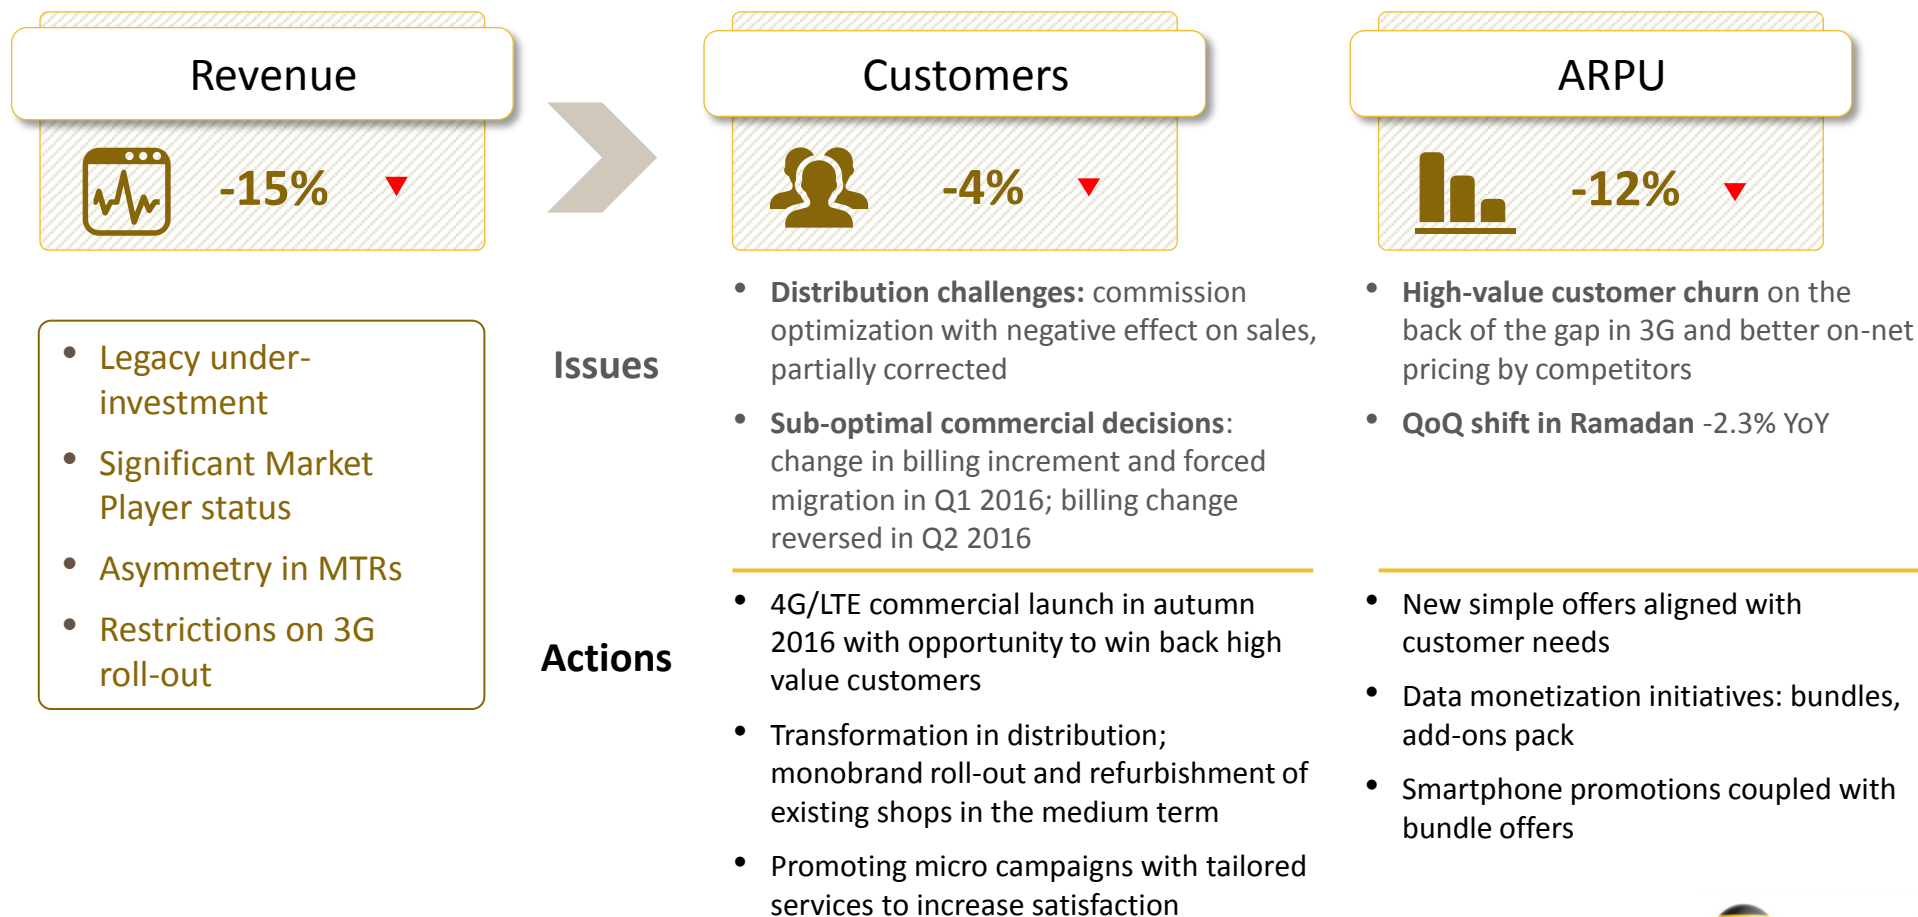 Revenue
-15%
• Legacy under-
investment
• Significant Market
Player status
• Asymmetry in MTRs
• Restrictions on 3G
roll-out
Issues
Actions
Customers
-4%
• Distribution challenges: commission
optimization with negative effect on sales,
partially corrected
• Sub-optimal commercial decisions:
change in billing increment and forced
migration in Q1 2016; billing change
reversed in Q2 2016
• 4G/LTE commercial launch in autumn
2016 with opportunity to win back high
value customers
• Transformation in distribution;
monobrand roll-out and refurbishment of
existing shops in the medium term
• Promoting micro campaigns with tailored
services to increase satisfaction
ARPU
-12%
• High-value customer churn on the
back of the gap in 3G and better on-net
pricing by competitors
• QoQ shift in Ramadan -2.3% YoY
• New simple offers aligned with
customer needs
• Data monetization initiatives: bundles,
add-ons pack
• Smartphone promotions coupled with
bundle offers